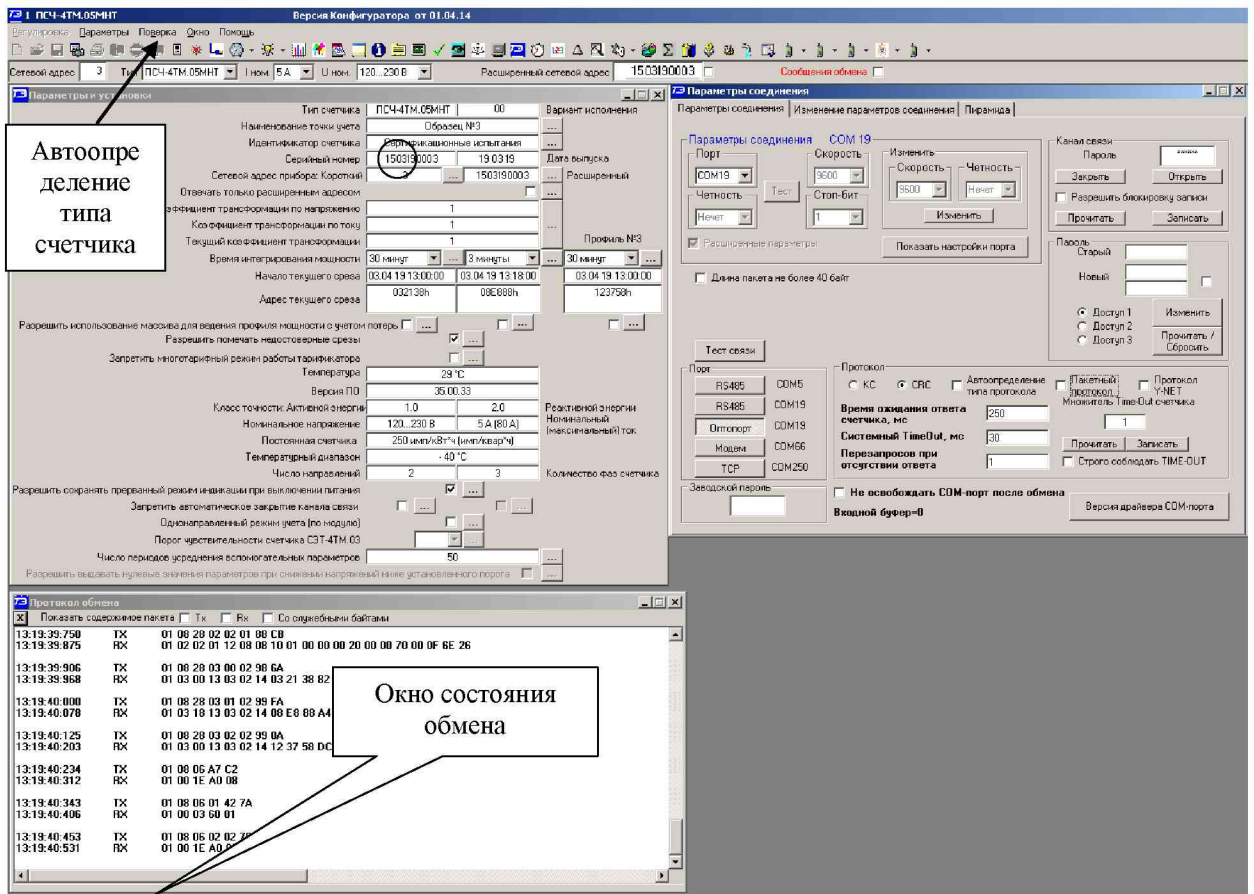 1 ПСЧ-4ТМ.05МНТ Версия Конфигуратора от 01.04.14
Регулировка Параметры Поверка Окно Помощь
Сетевой адрес 3 Тип ПСЧ-4ТМ.05МНТ I ном. 5 А U ном. 120...230 В Расширенный сетевой адрес 1503190003 Сообщения обмена
Параметры и установки
Тип счетчика ПСЧ-4ТМ.05МНТ 00 Вариант исполнения
Наименование точки учета Образец №3 ...
Идентификатор счетчика Сертификационные испытания ...
Серийный номер 1503190003 19 03 19 Дата выпуска
Сетевой адрес прибора: Короткий 3 ... 1503190003 ... Расширенный
Отвечать только расширенным адресом ...
эффициент трансформации по напряжению 1
Коэффициент трансформации по току 1 ...
Текущий коэффициент трансформации 1 Профиль №3
Время интегрирования мощности 30 минут ... 3 минуты ... 30 минут ...
Начало текущего среза 03.04 19 13:00:00 03.04 19 13:18:00 03.04 19 13:00:00
Адрес текущего среза 032138h 08E888h 123758h
Разрешить использование массива для ведения профиля мощности с учетом потерь ... ... ...
Разрешить помечать недостоверные срезы ...
Запретить многотарифный режим работы тарификатора ...
Температура 29 °С
Версия ПО 35.00.33
Класс точности: Активной энергии 1.0 2.0 Реактивной энергии
Номинальное напряжение 120...230 В 5 А (80 А) Номинальный (максимальный) ток
Постоянная счетчика 250 имп/кВт*ч (имп/квар*ч)
Температурный диапазон - 40 °С
Число направлений 2 3 Количество фаз счетчика
Разрешить сохранять прерванный режим индикации при выключении питания ...
Запретить автоматическое закрытие канала связи ... ...
Однонаправленный режим учета (по модулю) ...
Порог чувствительности счетчика СЭТ-4ТМ.03 ...
Число периодов усреднения вспомогательных параметров 50 ...
Разрешить выдавать нулевые значения параметров при снижении напряжений ниже установленного порога ...
Автоопре
деление
типа
счетчика
Параметры соединения
Параметры соединения Изменение параметров соединения Пирамида
Параметры соединения COM 19
Порт Скорость
COM19 Тест 9600
Четность Стоп-бит
Нечет 1
Изменить
Скорость Четность
9600 Нечет
Изменить
Расширенные параметры Показать настройки порта
Длина пакета не более 40 байт
Канал связи
Пароль ******
Закрыть Открыть
Разрешить блокировку записи
Прочитать Записать
Пароль
Старый
Новый
Доступ 1 Изменить
Доступ 2
Доступ 3 Прочитать / Сбросить
Тест связи
Порт
RS485 COM5
RS485 COM19
Оптопорт COM19
Модем COM66
TCP COM250
Протокол
КС CRC Автоопределение типа протокола Пакетный протокол Протокол Y-NET
Время ожидания ответа счетчика, мс 250
Системный TimeOut, мс 30
Перезапросов при отсутствии ответа 1
Множитель Time-Out счетчика
1
Прочитать Записать
Строго соблюдать TIME-OUT
Заводской пароль
Не освобождать COM-порт после обмена
Входной буфер=0
Версия драйвера COM-порта
Протокол обмена
X Показать содержимое пакета Tx Rx Со служебными байтами
13:19:39:750 TX 01 08 28 02 02 01 88 CB
13:19:39:875 RX 01 02 02 01 12 08 08 10 01 00 00 00 20 00 00 70 00 0F 6E 26
13:19:39:906 TX 01 08 28 03 00 02 98 6A
13:19:39:968 RX 01 03 00 13 03 02 14 03 21 38 82
13:19:40:000 TX 01 08 28 03 01 02 99 FA
13:19:40:078 RX 01 03 18 13 03 02 14 08 E8 88 A4
13:19:40:125 TX 01 08 28 03 02 02 99 0A
13:19:40:203 RX 01 03 00 13 03 02 14 12 37 58 DC
13:19:40:234 TX 01 08 06 A7 C2
13:19:40:312 RX 01 00 1E A0 08
13:19:40:343 TX 01 08 06 01 42 7A
13:19:40:406 RX 01 00 03 60 01
13:19:40:453 TX 01 08 06 02 02
13:19:40:531 RX 01 00 1E A0
Окно состояния
обмена